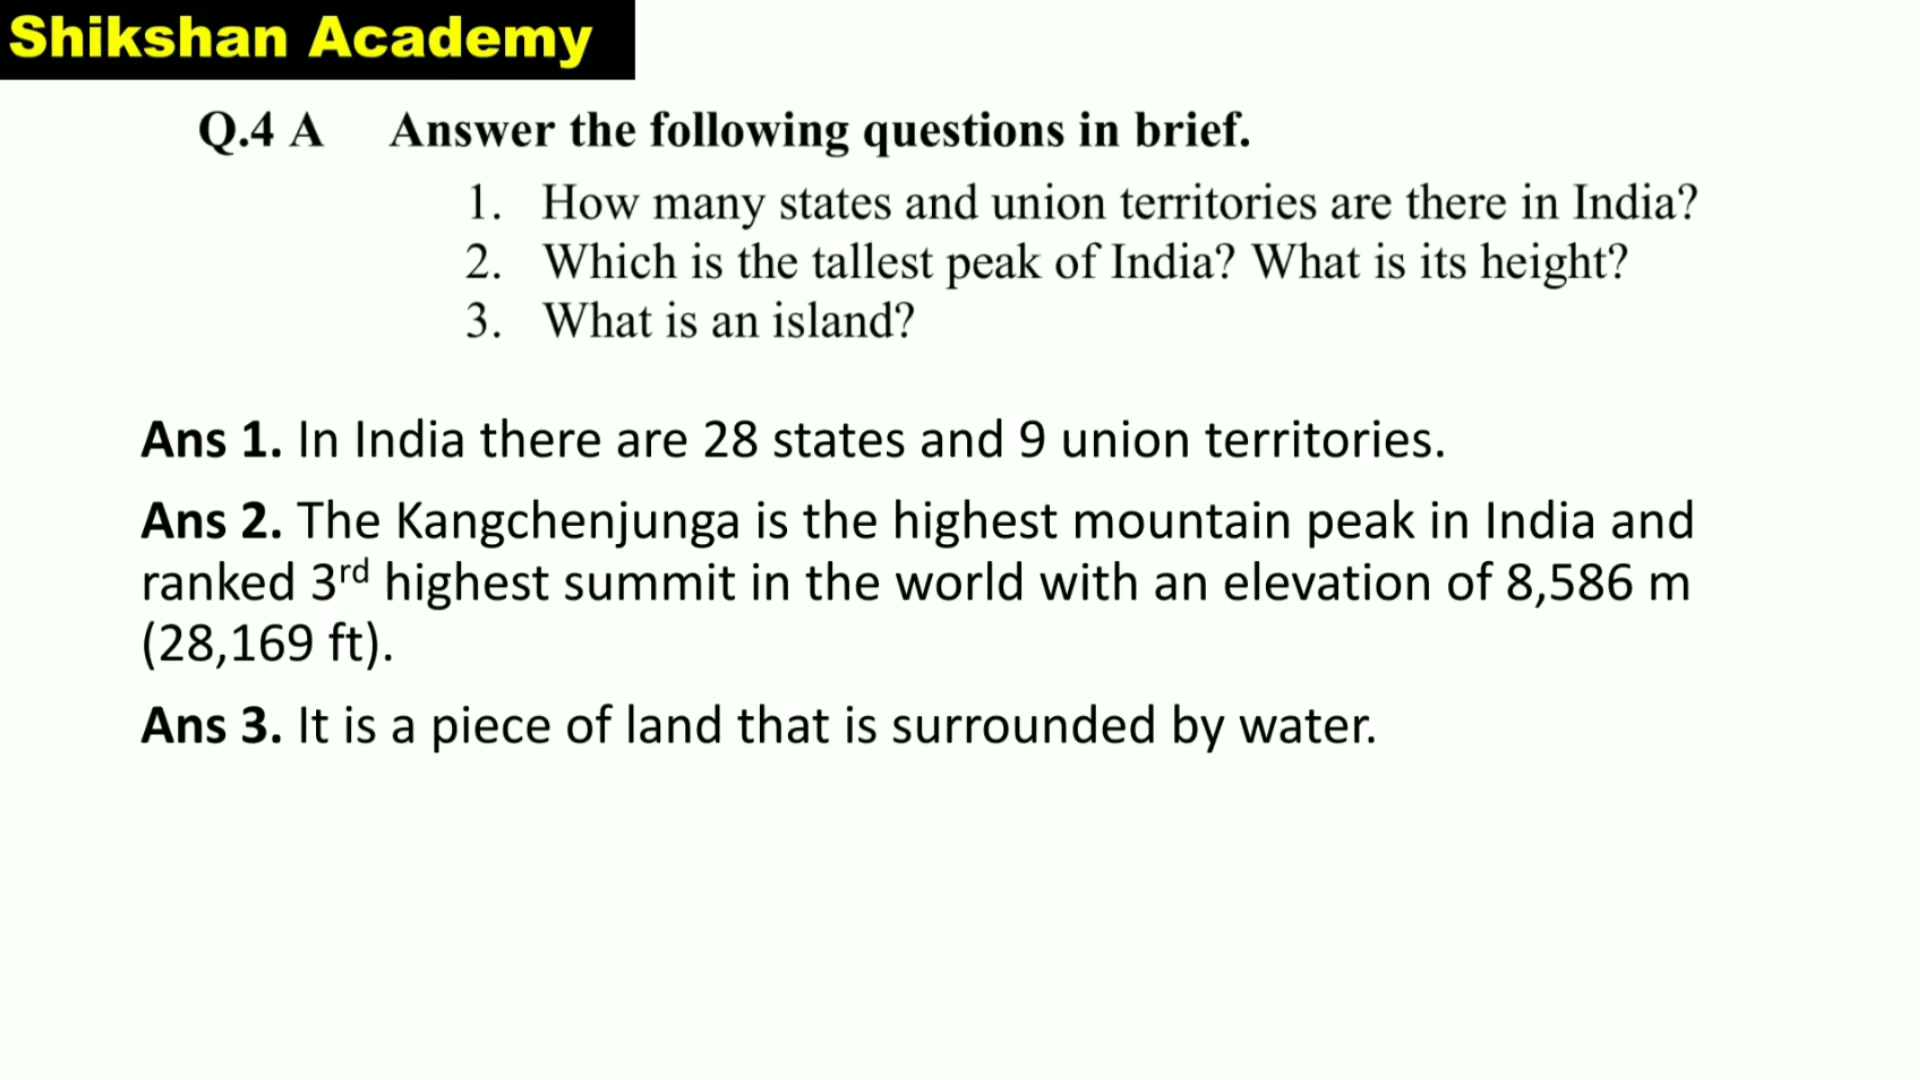 Shikshan Academy
Q.4 A Answer the following questions in brief.
1. How many states and union territories are there in India?
2. Which is the tallest peak of India? What is its height?
3. What is an island?
Ans 1. In India there are 28 states and 9 union territories.
Ans 2. The Kangchenjunga is the highest mountain peak in India and
ranked 3rd highest summit in the world with an elevation of 8,586 m
(28,169 ft).
Ans 3. It is a piece of land that is surrounded by water.